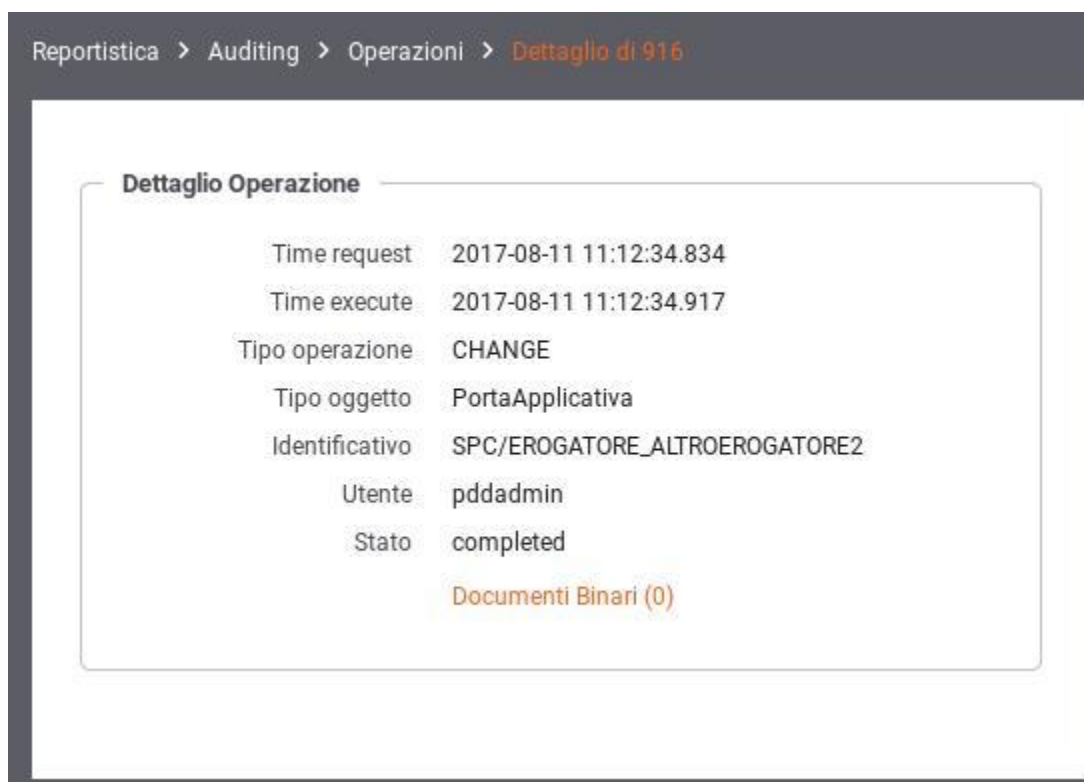 Reportistica > Auditing > Operazioni > Dettaglio di 916
Dettaglio Operazione
Time request 2017-08-11 11:12:34.834
Time execute 2017-08-11 11:12:34.917
Tipo operazione CHANGE
Tipo oggetto PortaApplicativa
Identificativo SPC/EROGATORE_ALTROEROGATORE2
Utente pddadmin
Stato completed
Documenti Binari (0)